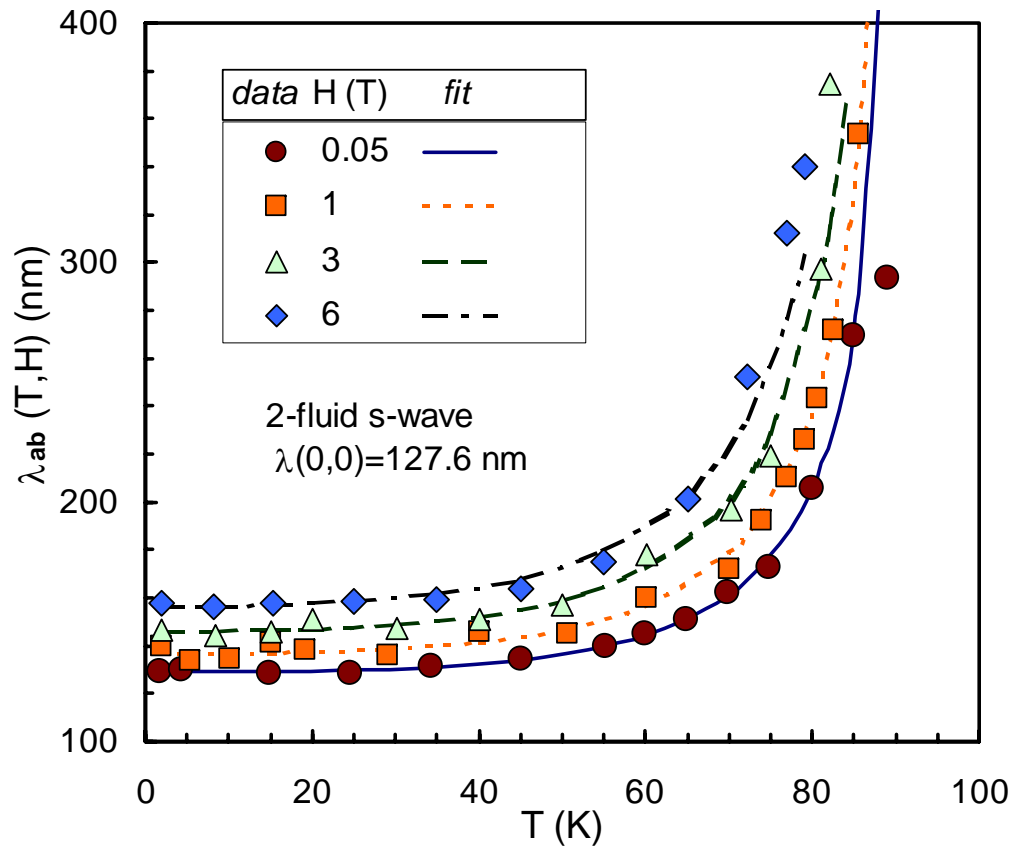 400
300
200
100
0
20
40
60
80
100
λab (T,H) (nm)
T (K)
data H (T) fit
0.05
1
3
6
2-fluid s-wave
λ(0,0)=127.6 nm